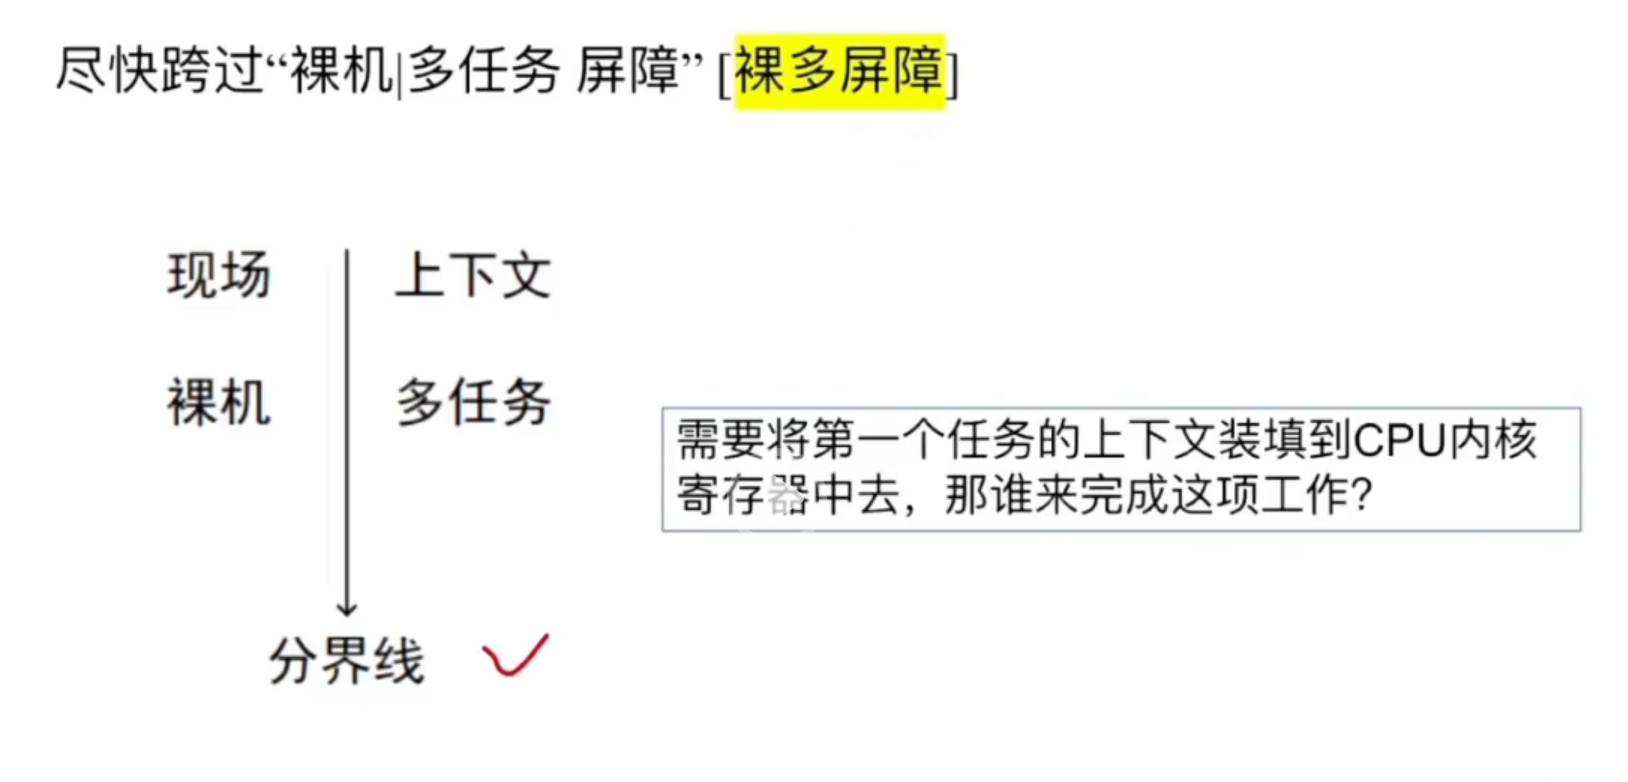 尽快跨过“裸机|多任务 屏障” [裸多屏障]
现场 上下文
裸机 多任务
需要将第一个任务的上下文装填到CPU内核
寄存器中去，那谁来完成这项工作？
分界线